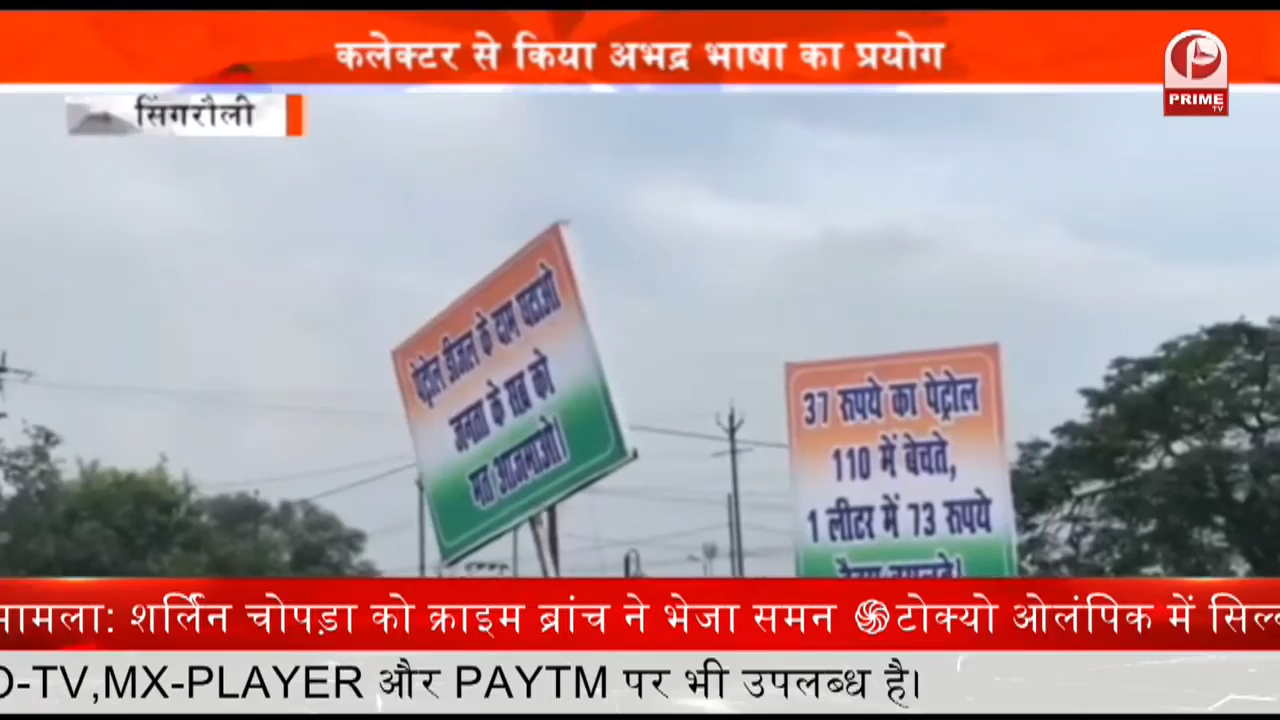 कलेक्टर से किया अभद्र भाषा का प्रयोग
PRIME
TV
सिंगरौली
पेट्रोल डीजल के दाम घटाओ
जनता के सब्र को
मत आजमाओ।
37 रूपये का पेट्रोल
110 में बेचते,
1 लीटर में 73 रूपये
मामला: शर्लिन चोपड़ा को क्राइम ब्रांच ने भेजा समन टोक्यो ओलंपिक में
-TV,MX-PLAYER और PAYTM पर भी उपलब्ध है।